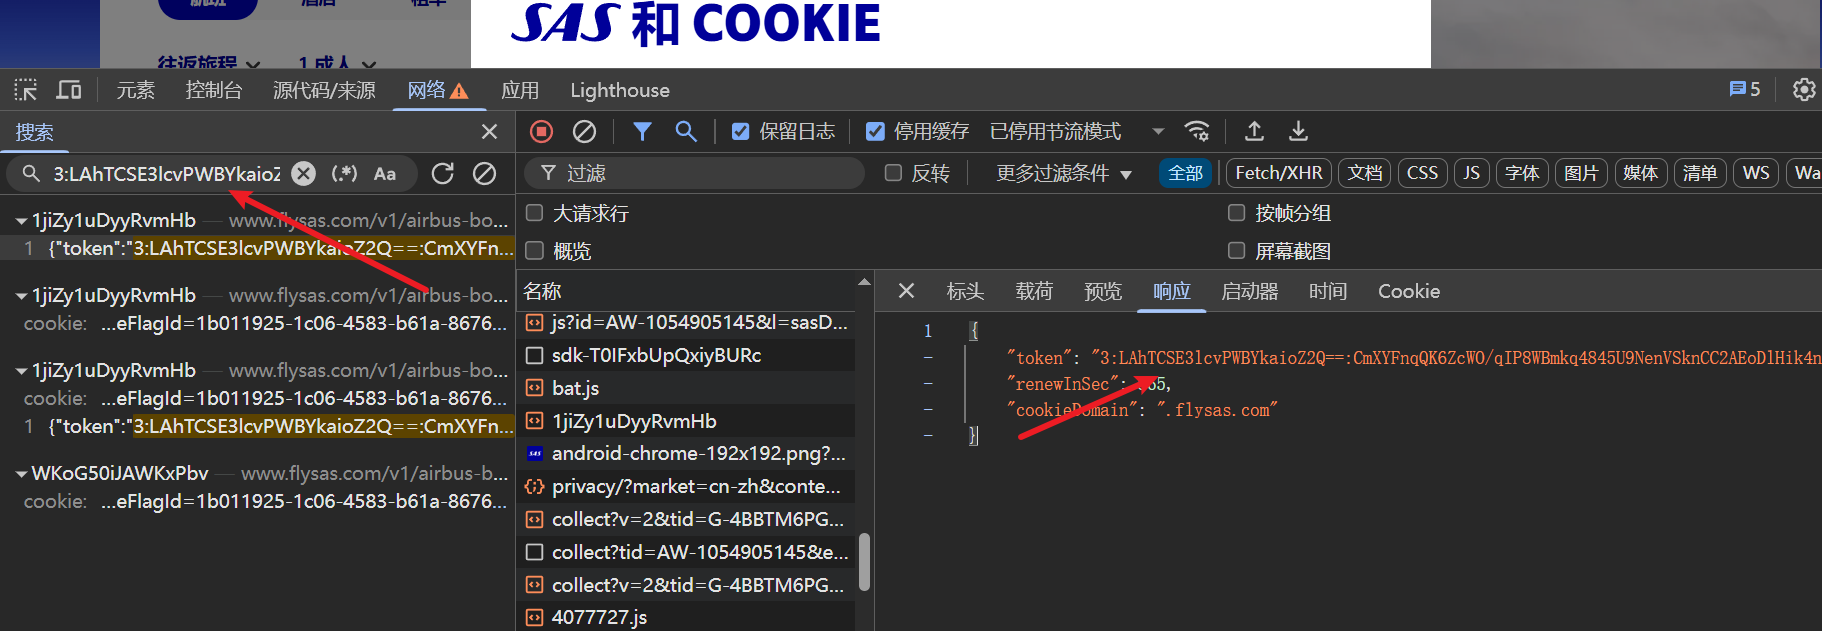 航班
酒店
租车
往返旅程
1 成人
SAS 和 COOKIE
元素
控制台
源代码/来源
网络
应用
Lighthouse
5
搜索
保留日志
停用缓存
已停用节流模式
3:LAhTCSE3lcvPWBYkaioZ
(.*)
Aa
过滤
反转
更多过滤条件
全部
Fetch/XHR
文档
CSS
JS
字体
图片
媒体
清单
WS
Wa
大请求行
按帧分组
概览
屏幕截图
1jiZy1uDyyRvmHb — www.flysas.com/v1/airbus-bo...
1 {"token":"3:LAhTCSE3lcvPWBYkaioZ2Q==:CmXYFn...
1jiZy1uDyyRvmHb — www.flysas.com/v1/airbus-bo...
cookie: ...eFlagId=1b011925-1c06-4583-b61a-8676...
1jiZy1uDyyRvmHb — www.flysas.com/v1/airbus-bo...
cookie: ...eFlagId=1b011925-1c06-4583-b61a-8676...
1 {"token":"3:LAhTCSE3lcvPWBYkaioZ2Q==:CmXYFn...
WKoG50iJAWKxPbv — www.flysas.com/v1/airbus-b...
cookie: ...eFlagId=1b011925-1c06-4583-b61a-8676...
名称
js?id=AW-1054905145&l=sasD...
sdk-T0IFxbUpQxiyBURc
bat.js
1jiZy1uDyyRvmHb
android-chrome-192x192.png?...
privacy/?market=cn-zh&conte...
collect?v=2&tid=G-4BBTM6PG...
collect?tid=AW-1054905145&e...
collect?v=2&tid=G-4BBTM6PG...
4077727.js
标头
载荷
预览
响应
启动器
时间
Cookie
1 {
- "token": "3:LAhTCSE3lcvPWBYkaioZ2Q==:CmXYFnqQK6ZcWO/qIP8WBmkq4845U9NenVSknCC2AEoDlHik4n
- "renewInSec": 65,
- "cookieDomain": ".flysas.com"
- }